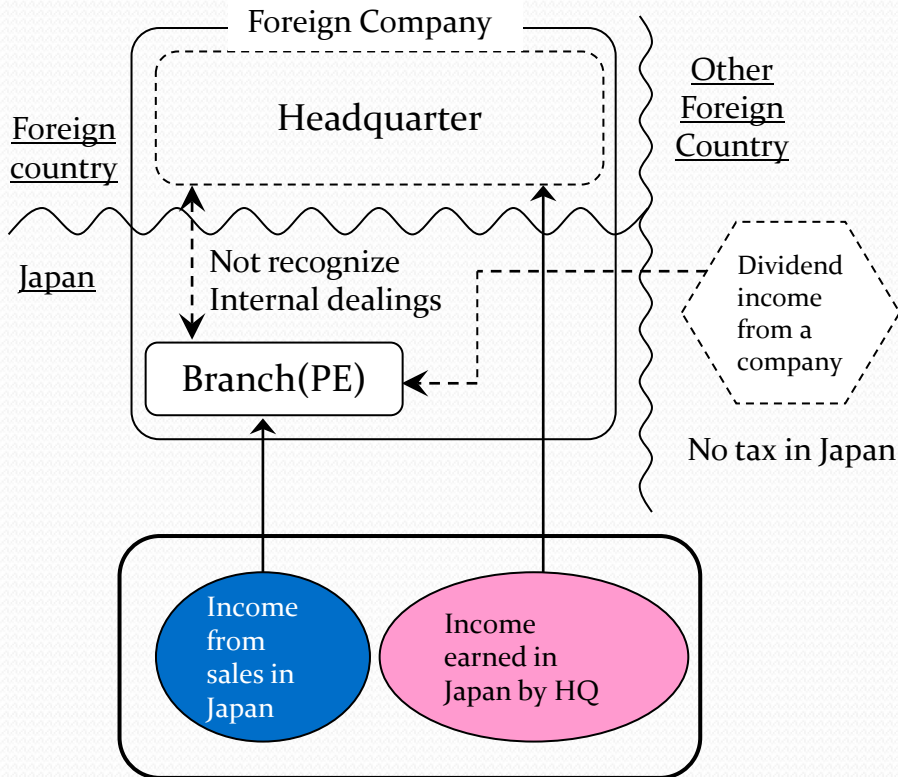 Foreign Company
Headquarter
Foreign
country
Other
Foreign
Country
Japan
Not recognize
Internal dealings
Dividend
income
from a
company
Branch(PE)
No tax in Japan
Income
from
sales in
Japan
Income
earned in
Japan by HQ